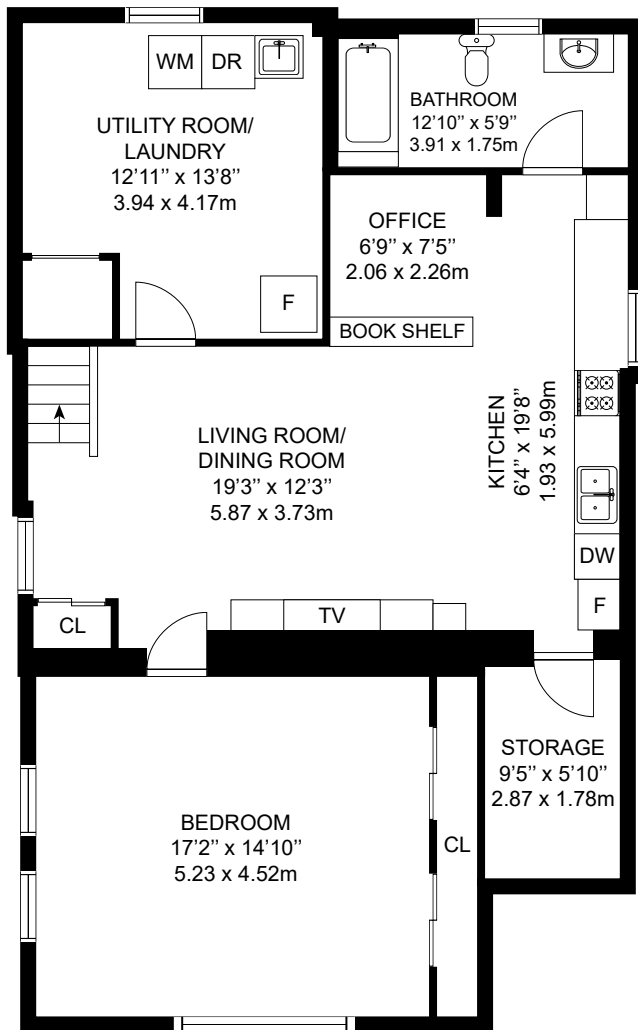 WM
DR
UTILITY ROOM/
LAUNDRY
12’11’’ x 13’8’’
3.94 x 4.17m
F
BATHROOM
12’10’’ x 5’9’’
3.91 x 1.75m
OFFICE
6’9’’ x 7’5’’
2.06 x 2.26m
BOOK SHELF
LIVING ROOM/
DINING ROOM
19’3’’ x 12’3’’
5.87 x 3.73m
KITCHEN
6’4’’ x 19’8’’
1.93 x 5.99m
DW
F
CL
TV
BEDROOM
17’2’’ x 14’10’’
5.23 x 4.52m
CL
STORAGE
9’5’’ x 5’10’’
2.87 x 1.78m